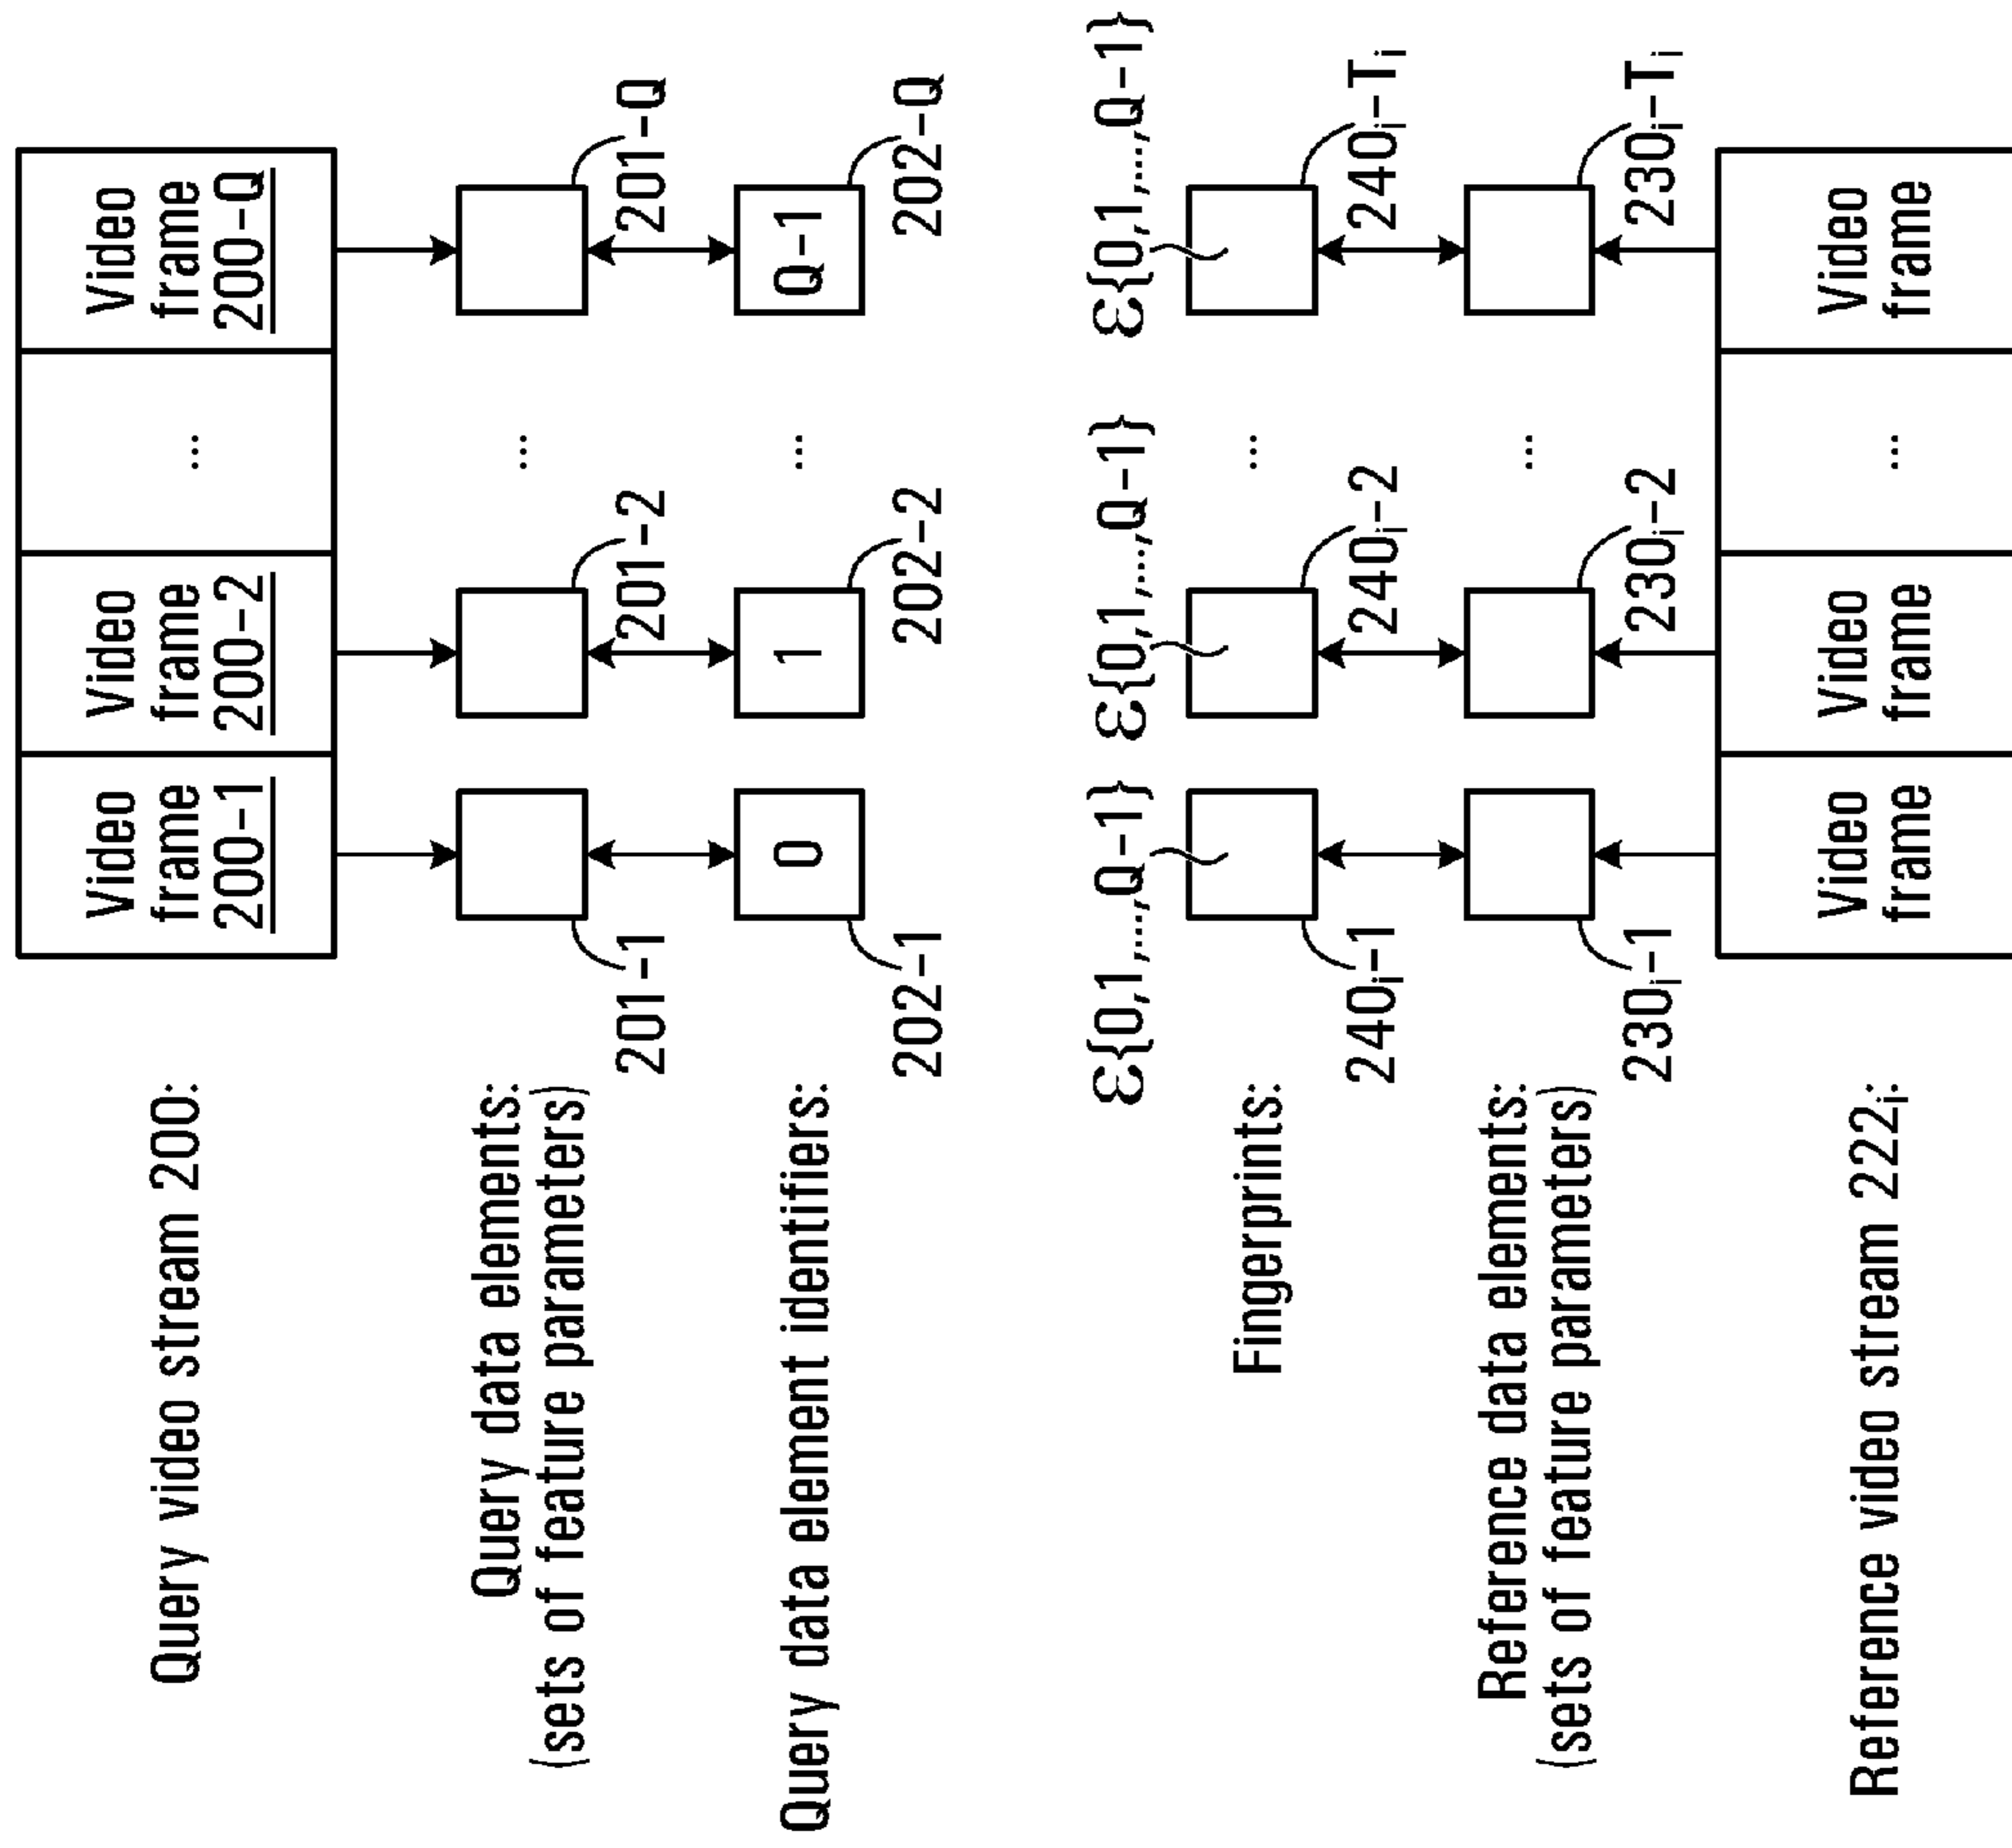 Query video stream 200:
Video frame 200-1
Video frame 200-2
...
Video frame 200-Q
Query data elements:
(sets of feature parameters)
201-1
201-2
...
201-Q
Query data element identifiers:
0
1
...
Q-1
202-1
202-2
202-Q
ε{0,1,...,Q-1}
ε{0,1,...,Q-1}
ε{0,1,...,Q-1}
Fingerprints:
...
240ᵢ-1
240ᵢ-2
240ᵢ-Tᵢ
Reference data elements:
(sets of feature parameters)
...
230ᵢ-1
230ᵢ-2
230ᵢ-Tᵢ
Reference video stream 222ᵢ:
Video frame
Video frame
...
Video frame